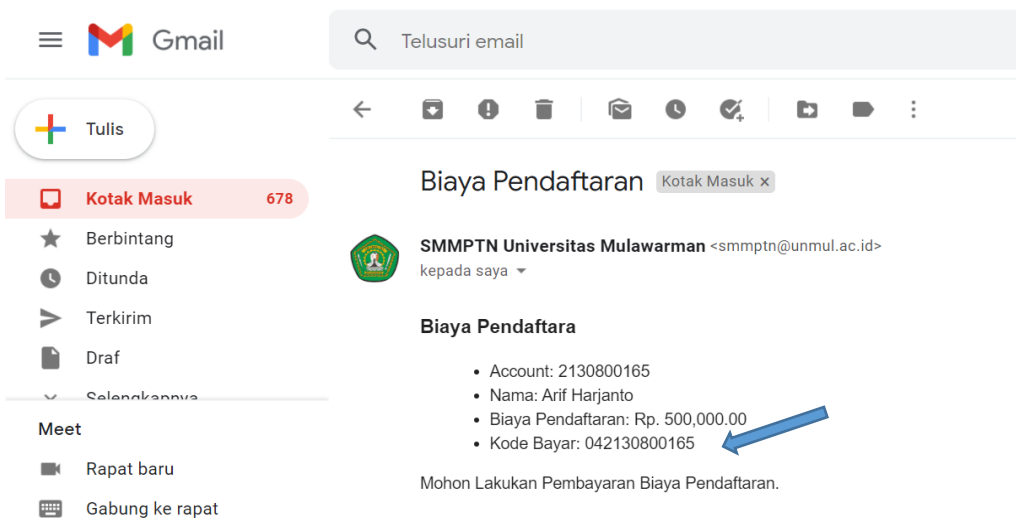 Gmail
Telusuri email
Tulis
Kotak Masuk 678
Berbintang
Ditunda
Terkirim
Draf
Selengkapnya
Meet
Rapat baru
Gabung ke rapat
Biaya Pendaftaran Kotak Masuk x
SMMPTN Universitas Mulawarman <smmptn@unmul.ac.id>
kepada saya
Biaya Pendaftara
• Account: 2130800165
• Nama: Arif Harjanto
• Biaya Pendaftaran: Rp. 500,000.00
• Kode Bayar: 042130800165
Mohon Lakukan Pembayaran Biaya Pendaftaran.